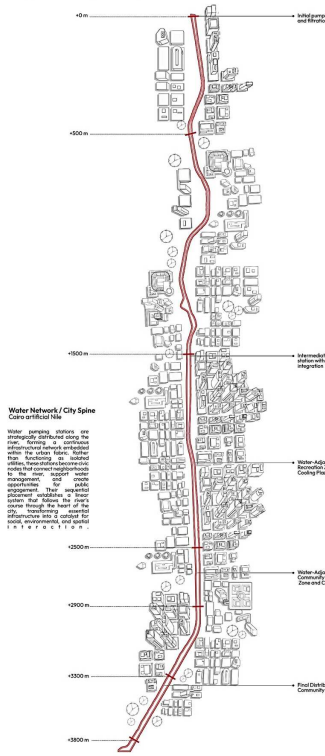 +0 m
Initial pump
and filtratio
+500 m
+1500 m
Intermediat
station with
integration
Water Network / City Spine
Cairo artificial Nile
Water pumping stations are
strategically distributed along the
river, forming a continuous
infrastructural network embedded
within the urban fabric. Rather
than functioning as isolated
utilities, these stations become civic
nodes that connect neighborhoods
to the river, support water
management, and create
opportunities for public
engagement. Their sequential
placement establishes a linear
system that follows the river's
course through the heart of the
city, transforming essential
infrastructure into a catalyst for
social, environmental, and spatial
interaction.
Water-Adja
Recreation
Cooling Pla
+2500 m
Water-Adja
Community
Zone and C
+2900 m
+3300 m
Final Distrib
Community
+3800 m